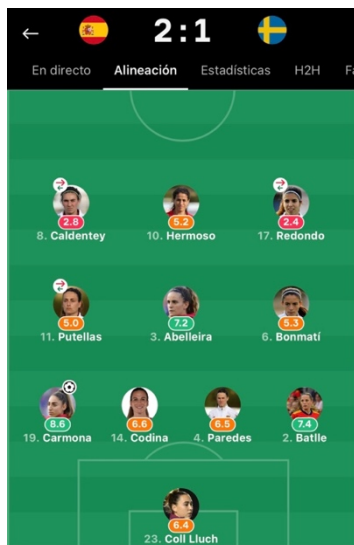 2:1
En directo Alineación Estadísticas H2H Fa
2.8 5.2 2.4
8. Caldentey 10. Hermoso 17. Redondo
5.0 7.2 5.3
11. Putellas 3. Abelleira 6. Bonmatí
8.6 6.6 6.5 7.4
19. Carmona 14. Codina 4. Paredes 2. Batlle
6.4
23. Coll Lluch